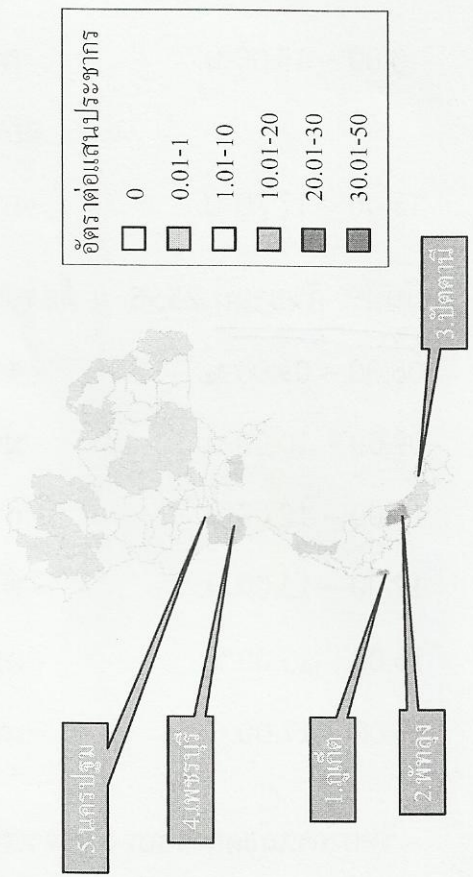 อัตราต่อแสนประชากร
0
0.01-1
1.01-10
10.01-20
20.01-30
30.01-50
5.นครปฐม
4.เพชรบุรี
1.ภูเก็ต
2.พัทลุง
3.ปัตตานี